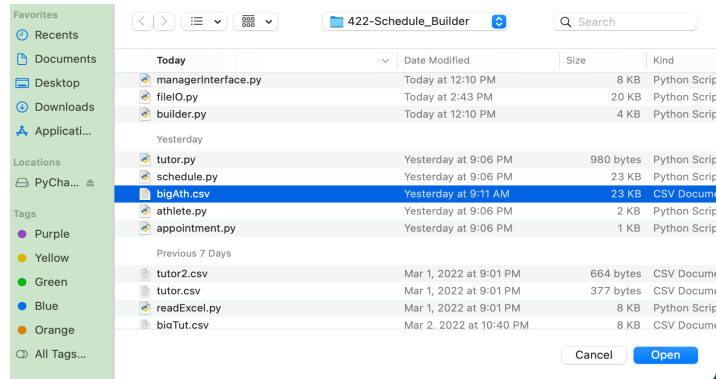 Favorites
Recents
Documents
Desktop
Downloads
Applicati...
Locations
PyCha...
Tags
Purple
Yellow
Green
Blue
Orange
All Tags...
422-Schedule_Builder
Search
Today Date Modified Size Kind
managerInterface.py Today at 12:10 PM 8 KB Python Scrip
fileIO.py Today at 2:43 PM 20 KB Python Scrip
builder.py Today at 12:10 PM 4 KB Python Scrip
Yesterday
tutor.py Yesterday at 9:06 PM 980 bytes Python Scrip
schedule.py Yesterday at 9:06 PM 23 KB Python Scrip
bigAth.csv Yesterday at 9:11 AM 23 KB CSV Docume
athlete.py Yesterday at 9:06 PM 2 KB Python Scrip
appointment.py Yesterday at 9:06 PM 1 KB Python Scrip
Previous 7 Days
tutor2.csv Mar 1, 2022 at 9:01 PM 664 bytes CSV Docume
tutor.csv Mar 1, 2022 at 9:01 PM 377 bytes CSV Docume
readExcel.py Mar 1, 2022 at 9:01 PM 8 KB Python Scrip
bigTut.csv Mar 2, 2022 at 10:40 PM 8 KB CSV Docume
Cancel Open